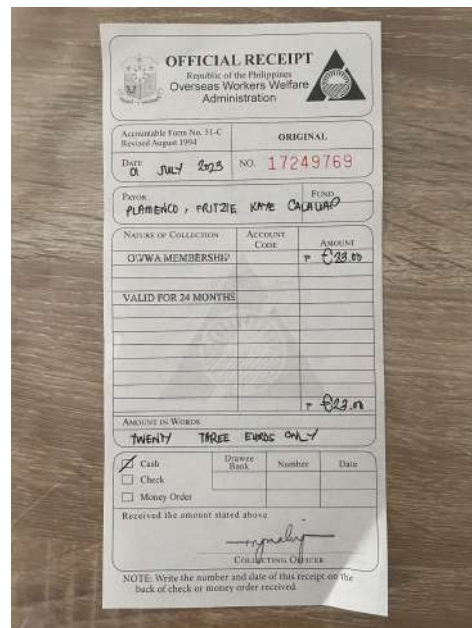 OFFICIAL RECEIPT
Republic of the Philippines
Overseas Workers Welfare
Administration
Accountable Form No. 51-C
Revised August 1994
ORIGINAL
DATE
01 JULY 2023
NO. 17249769
PAYOR
FUND
PLAMENCO, FRITZIE KAYE CALAUAD
NATURE OF COLLECTION
ACCOUNT CODE
AMOUNT
OWWA MEMBERSHIP
P €23.00
VALID FOR 24 MONTHS
P €23.00
AMOUNT IN WORDS
TWENTY THREE EUROS ONLY
Cash
Check
Money Order
Drawee Bank
Number
Date
Received the amount stated above
COLLECTING OFFICER
NOTE: Write the number and date of this receipt on the
back of check or money order received.